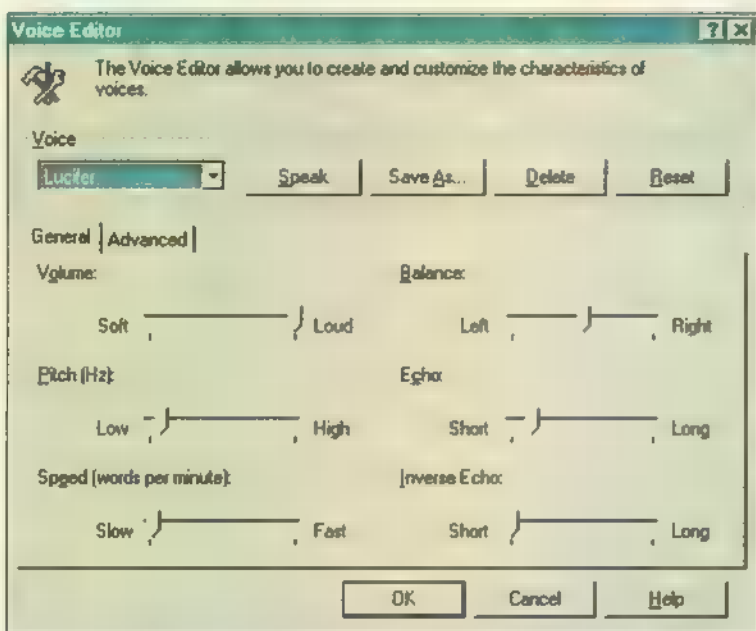 Voice Editor
The Voice Editor allows you to create and customize the characteristics of
voices.
Voice
Lucifer
Speak
Save As...
Delete
Reset
General
Advanced
Volume:
Soft
Loud
Balance:
Left
Right
Pitch (Hz):
Low
High
Echo:
Short
Long
Speed (words per minute):
Slow
Fast
Inverse Echo:
Short
Long
OK
Cancel
Help